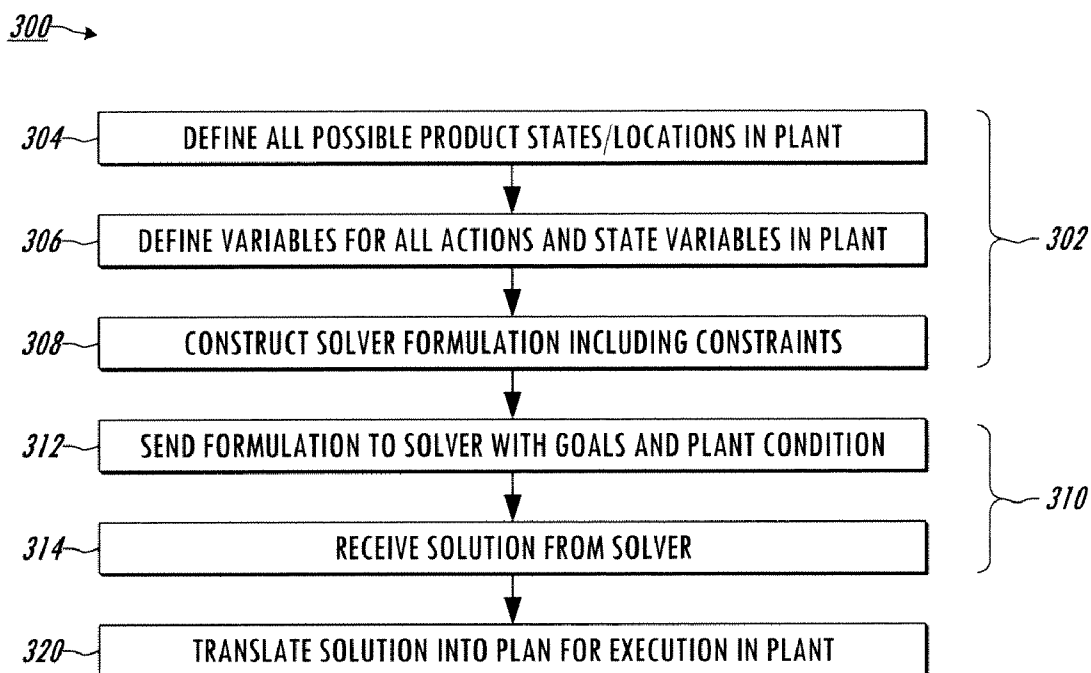 300
304 DEFINE ALL POSSIBLE PRODUCT STATES/LOCATIONS IN PLANT
306 DEFINE VARIABLES FOR ALL ACTIONS AND STATE VARIABLES IN PLANT
302
308 CONSTRUCT SOLVER FORMULATION INCLUDING CONSTRAINTS
312 SEND FORMULATION TO SOLVER WITH GOALS AND PLANT CONDITION
310
314 RECEIVE SOLUTION FROM SOLVER
320 TRANSLATE SOLUTION INTO PLAN FOR EXECUTION IN PLANT